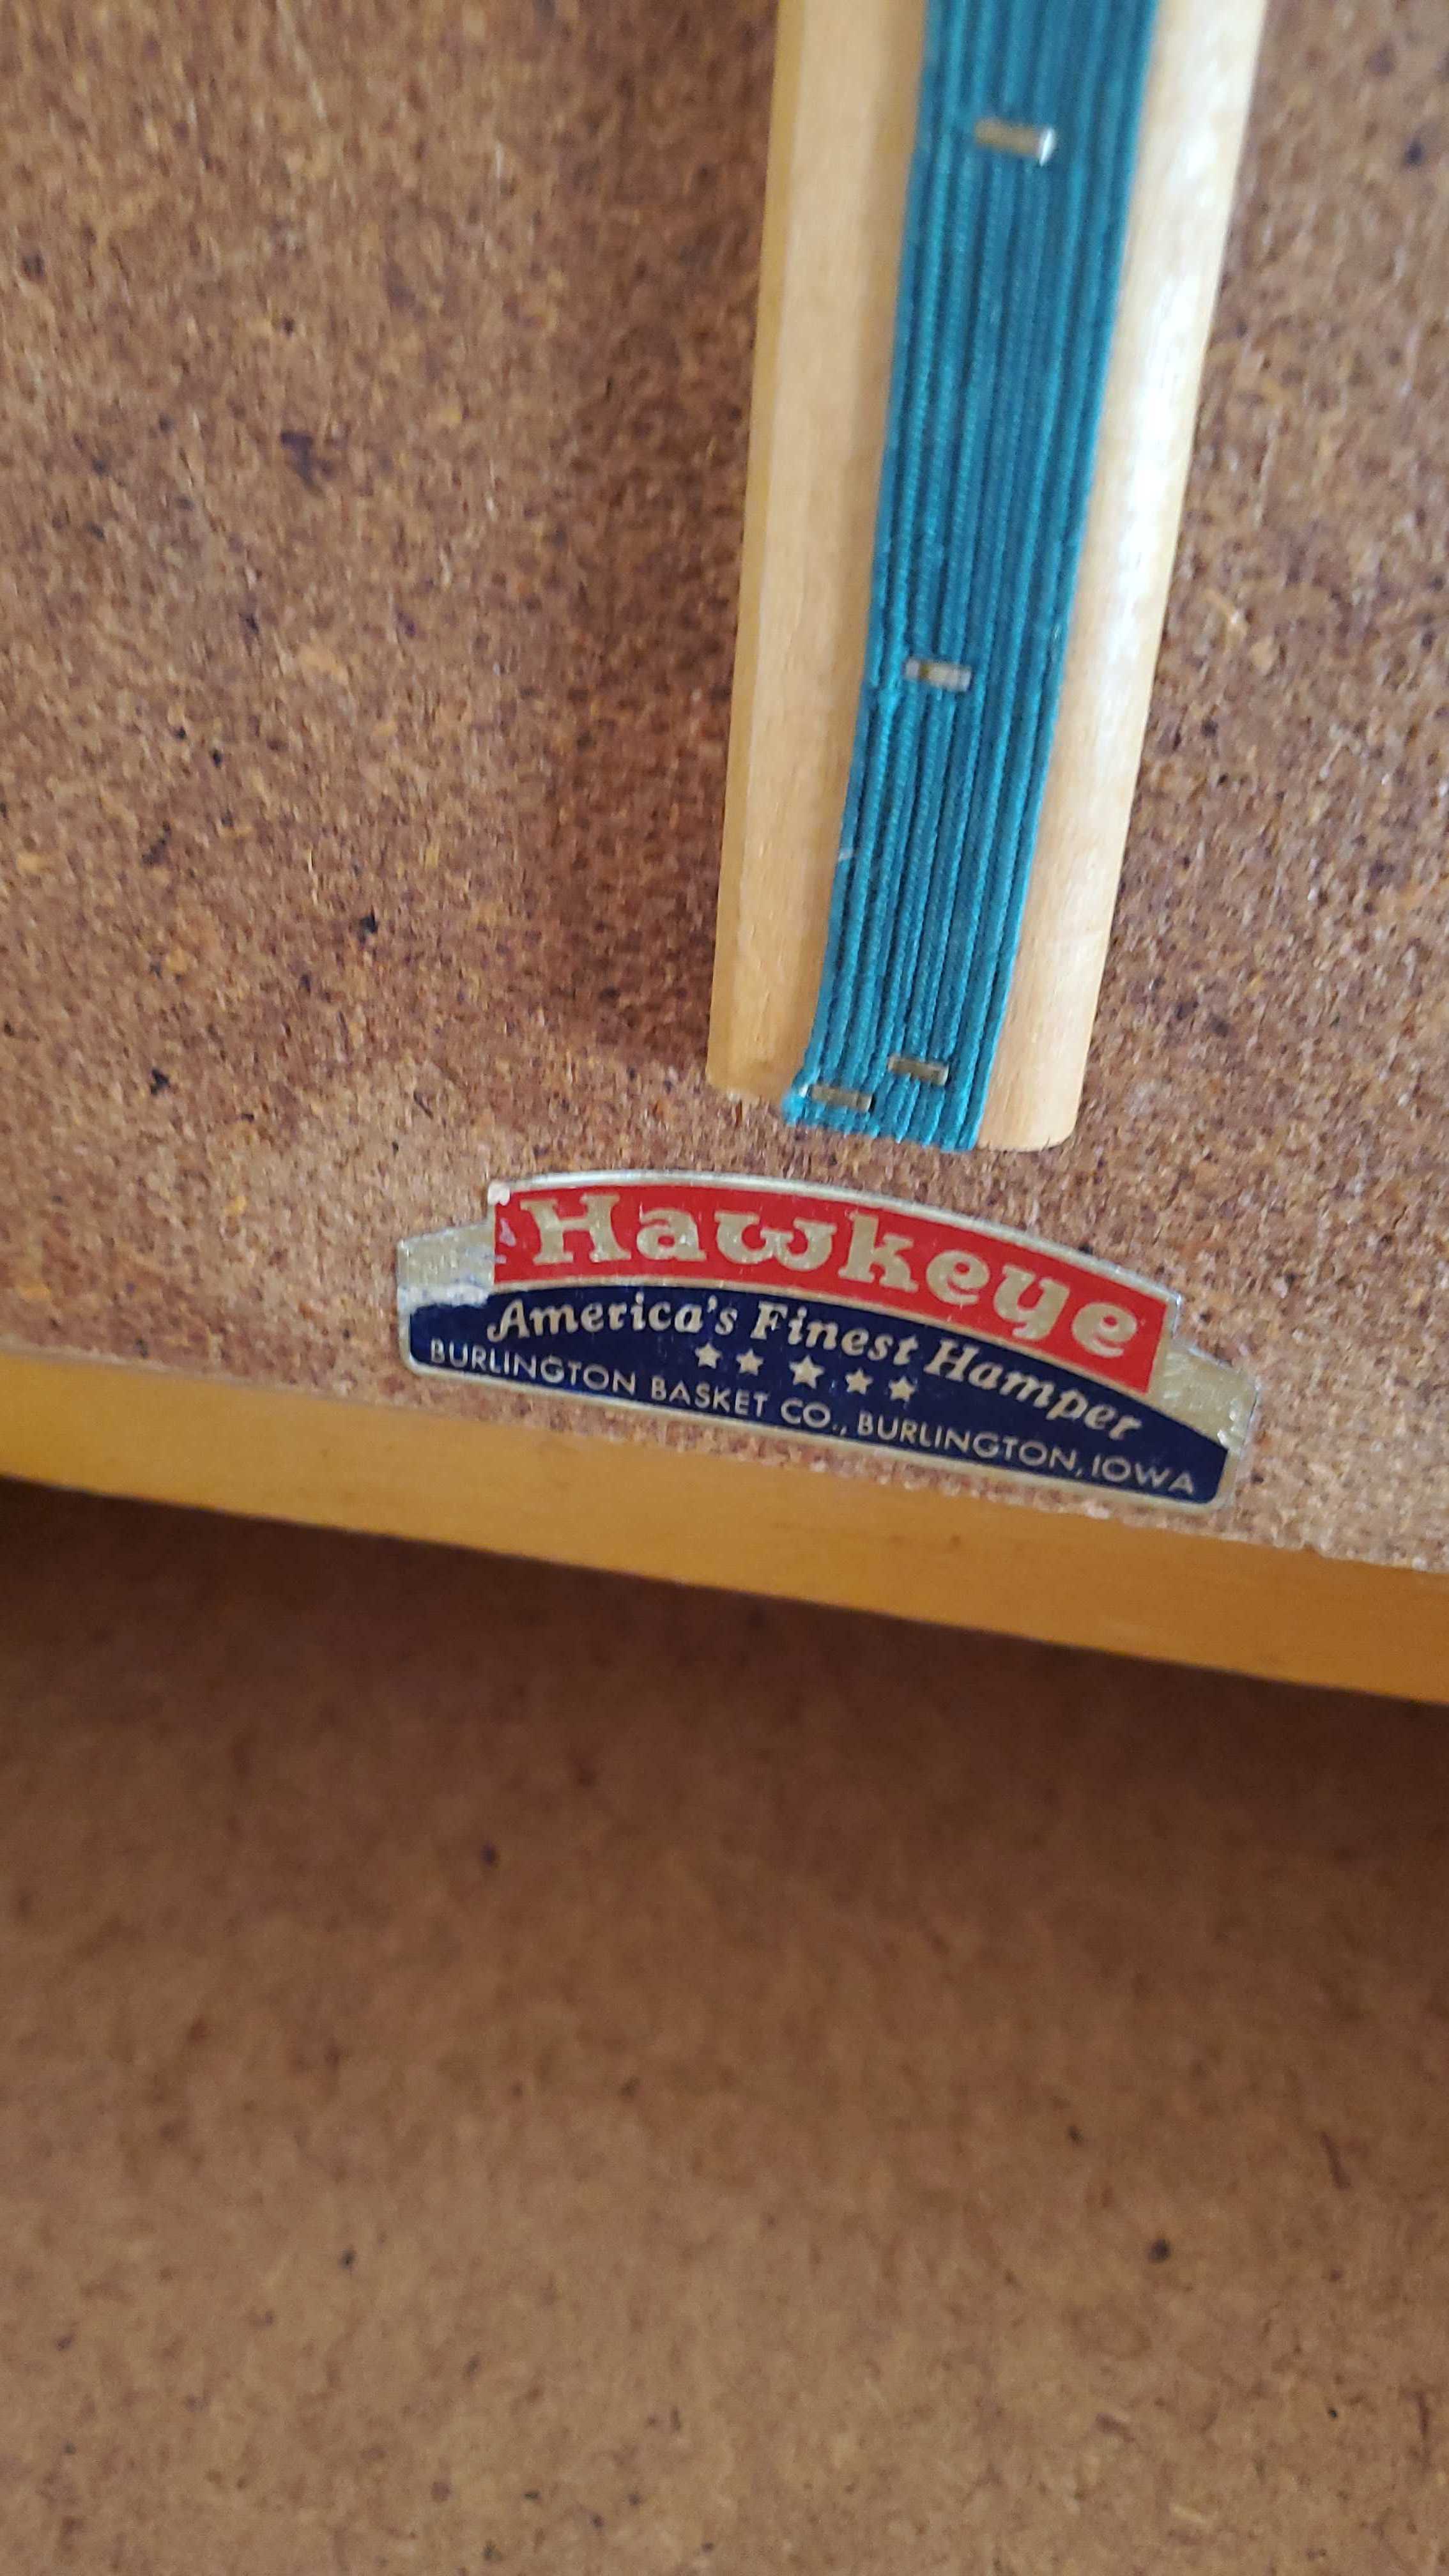 Hawkeye
America's Finest Hamper
BURLINGTON BASKET CO., BURLINGTON, IOWA